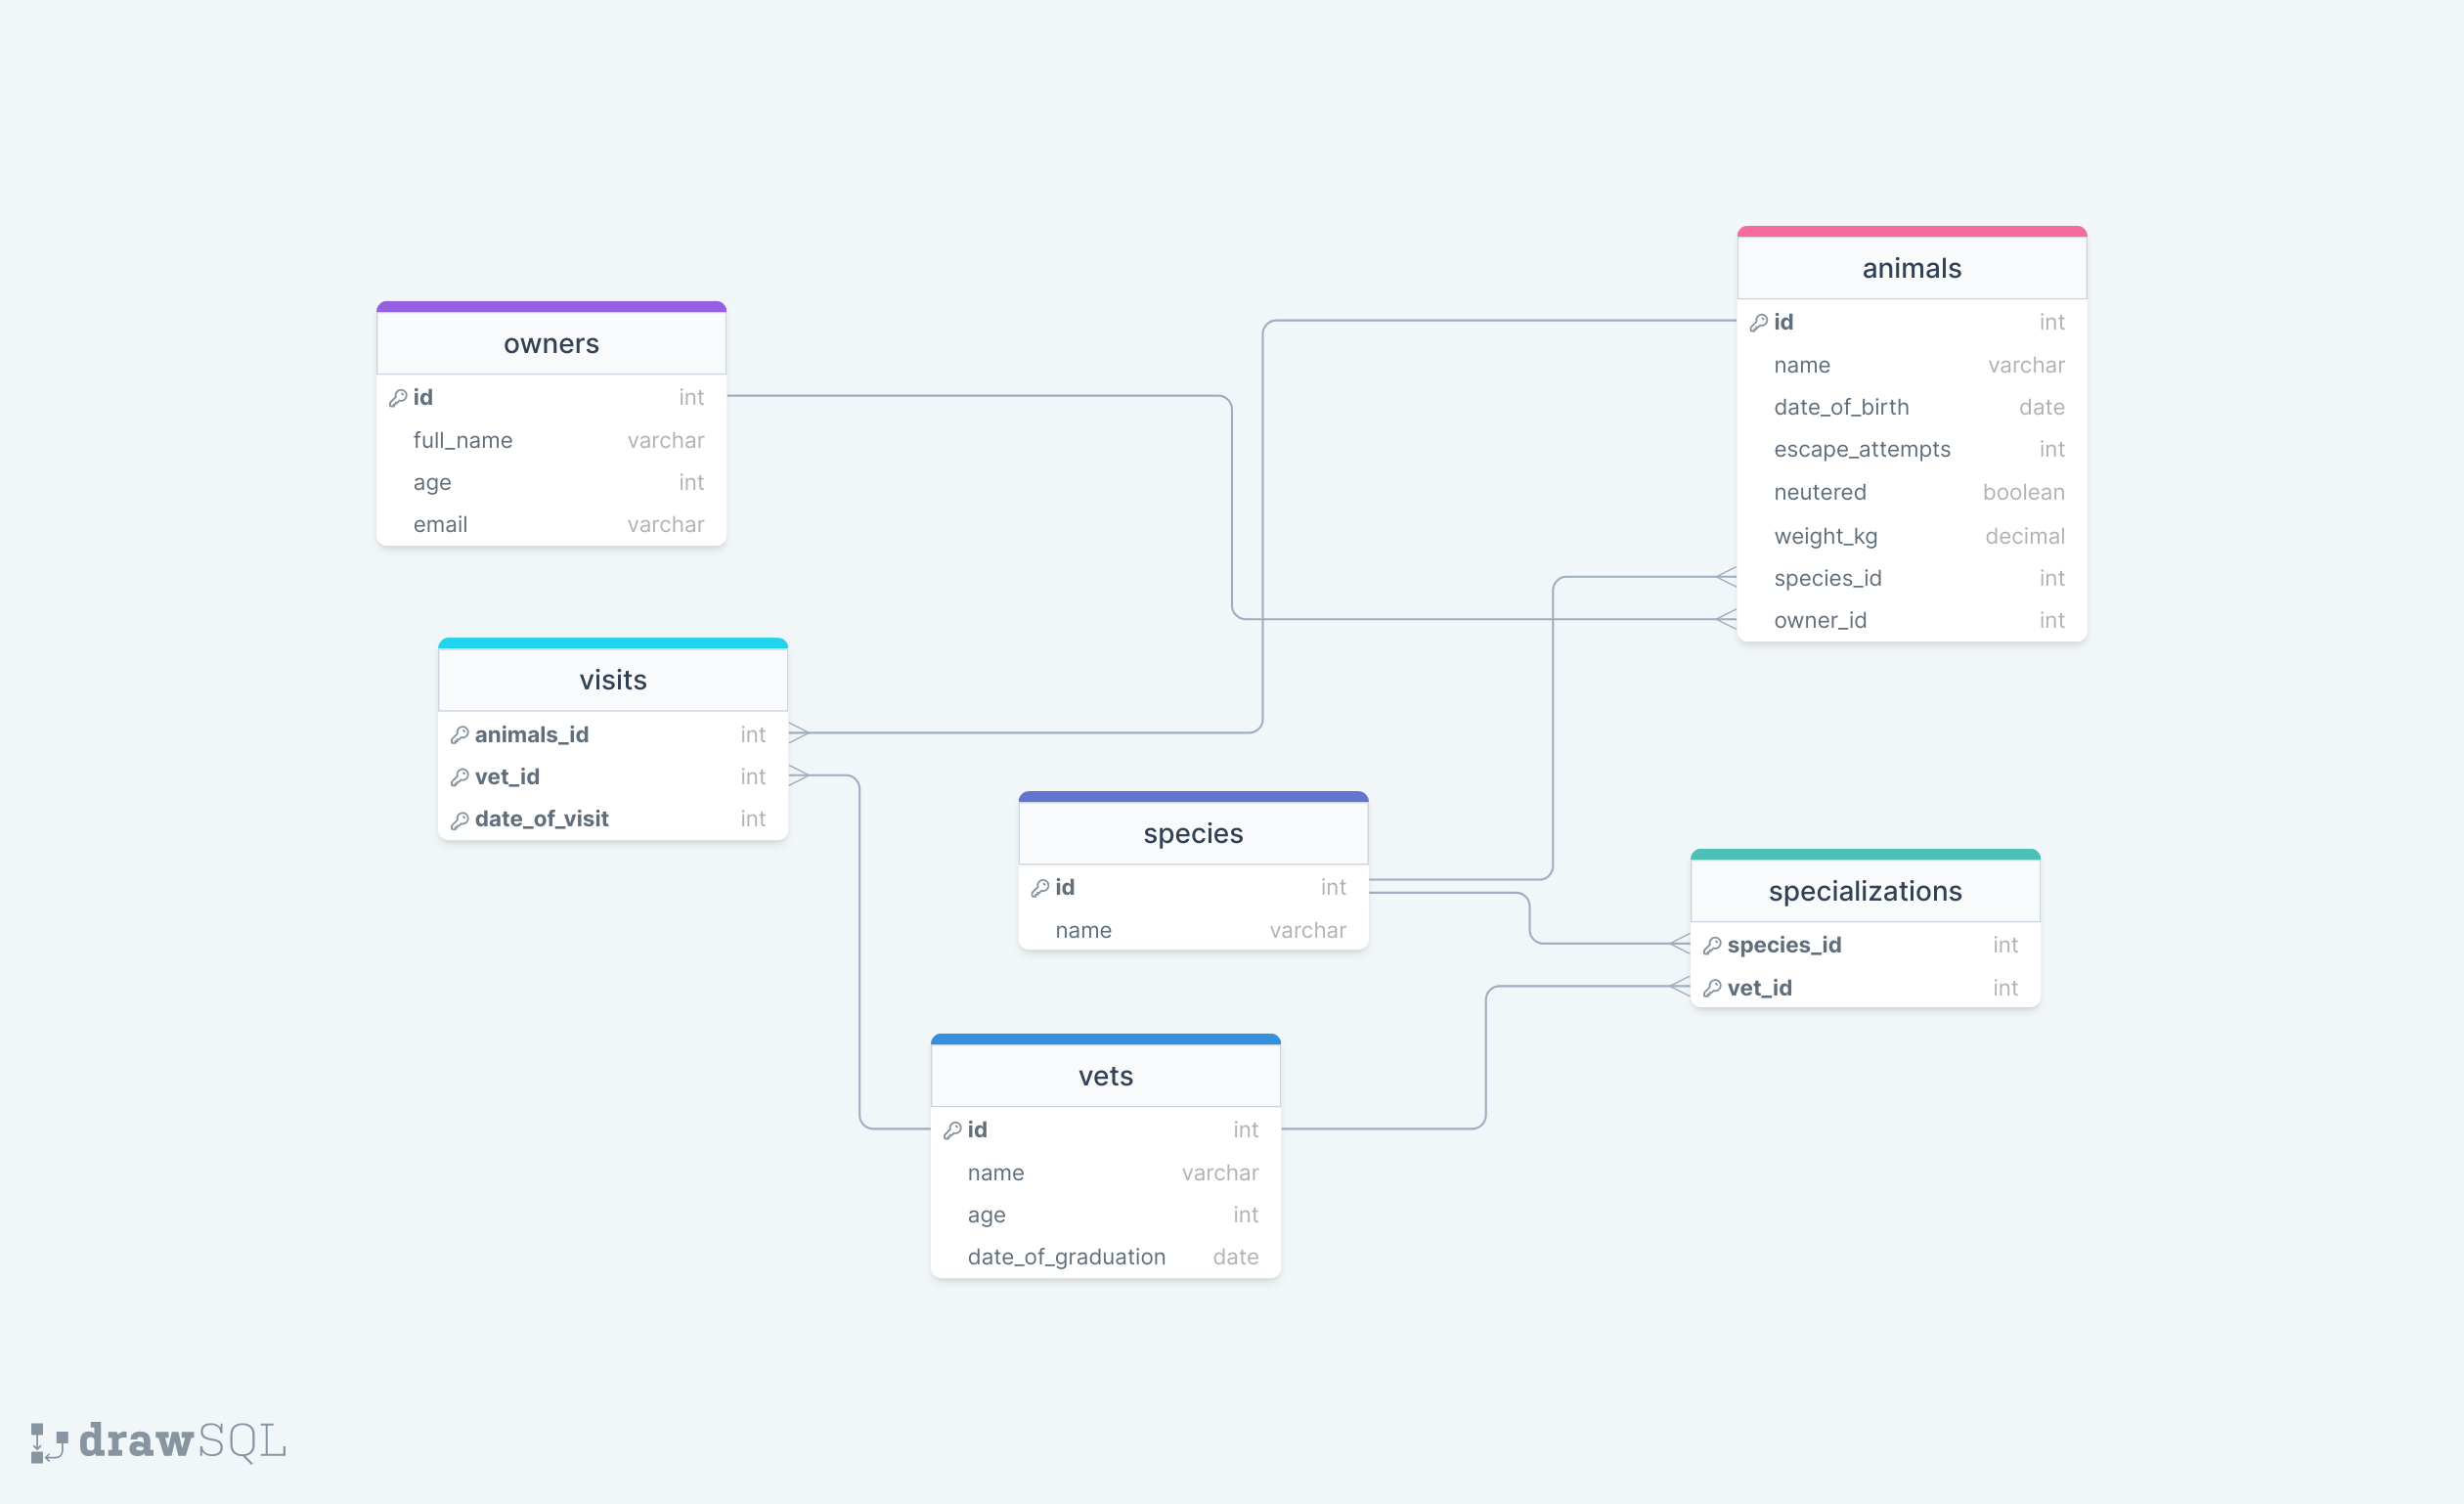 owners
id int
full_name varchar
age int
email varchar
animals
id int
name varchar
date_of_birth date
escape_attempts int
neutered boolean
weight_kg decimal
species_id int
owner_id int
visits
animals_id int
vet_id int
date_of_visit int
species
id int
name varchar
specializations
species_id int
vet_id int
vets
id int
name varchar
age int
date_of_graduation date
drawSQL